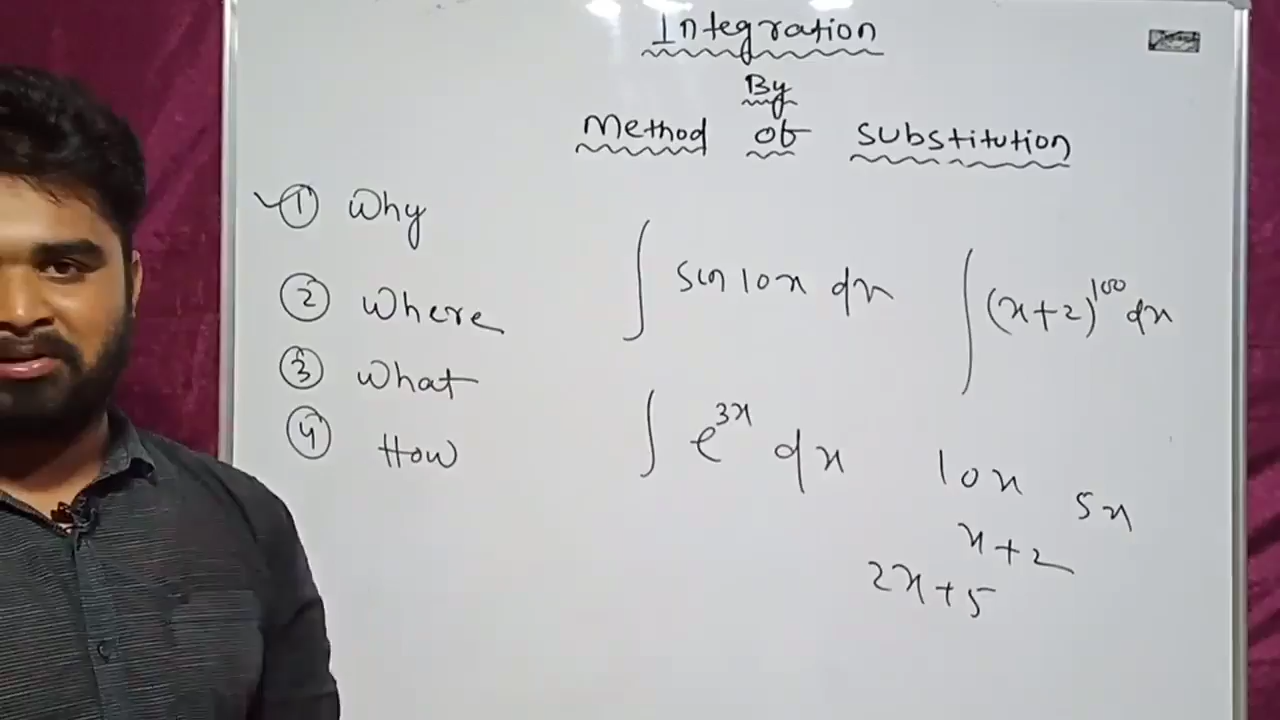 Integration
By
Method of Substitution
① Why
② Where
③ What
④ How
∫ sin 10x dx
∫ (x+2)^100 dx
∫ e^3x dx
10x
5x
x+2
2x+5